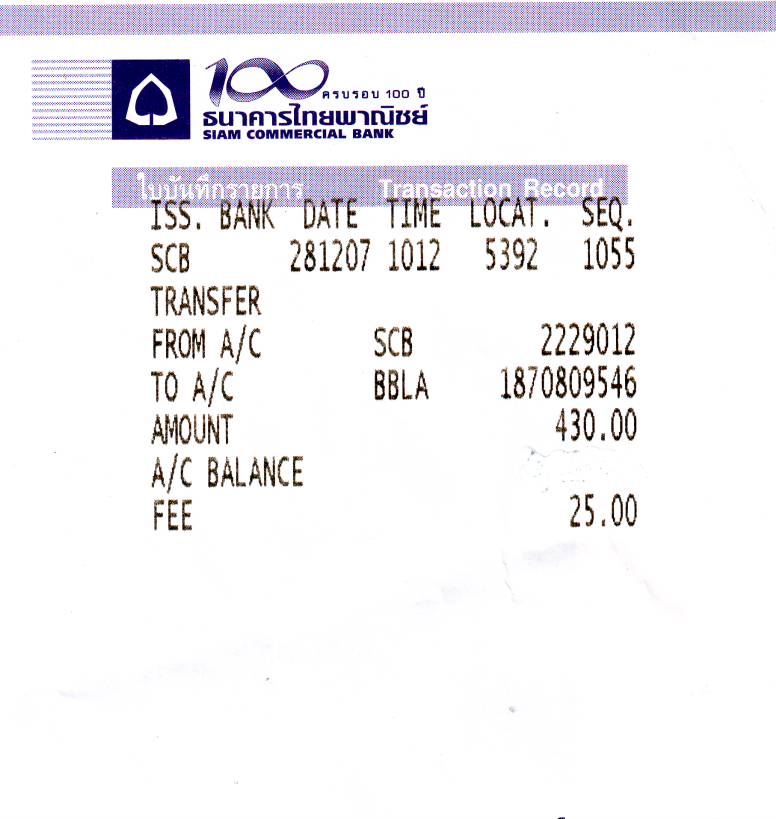 100 ครบรอบ 100 ปี
ธนาคารไทยพาณิชย์
SIAM COMMERCIAL BANK
ใบบันทึกรายการ Transaction Record
ISS. BANK DATE TIME LOCAT. SEQ.
SCB 281207 1012 5392 1055
TRANSFER
FROM A/C SCB 2229012
TO A/C BBLA 1870809546
AMOUNT 430.00
A/C BALANCE
FEE 25.00